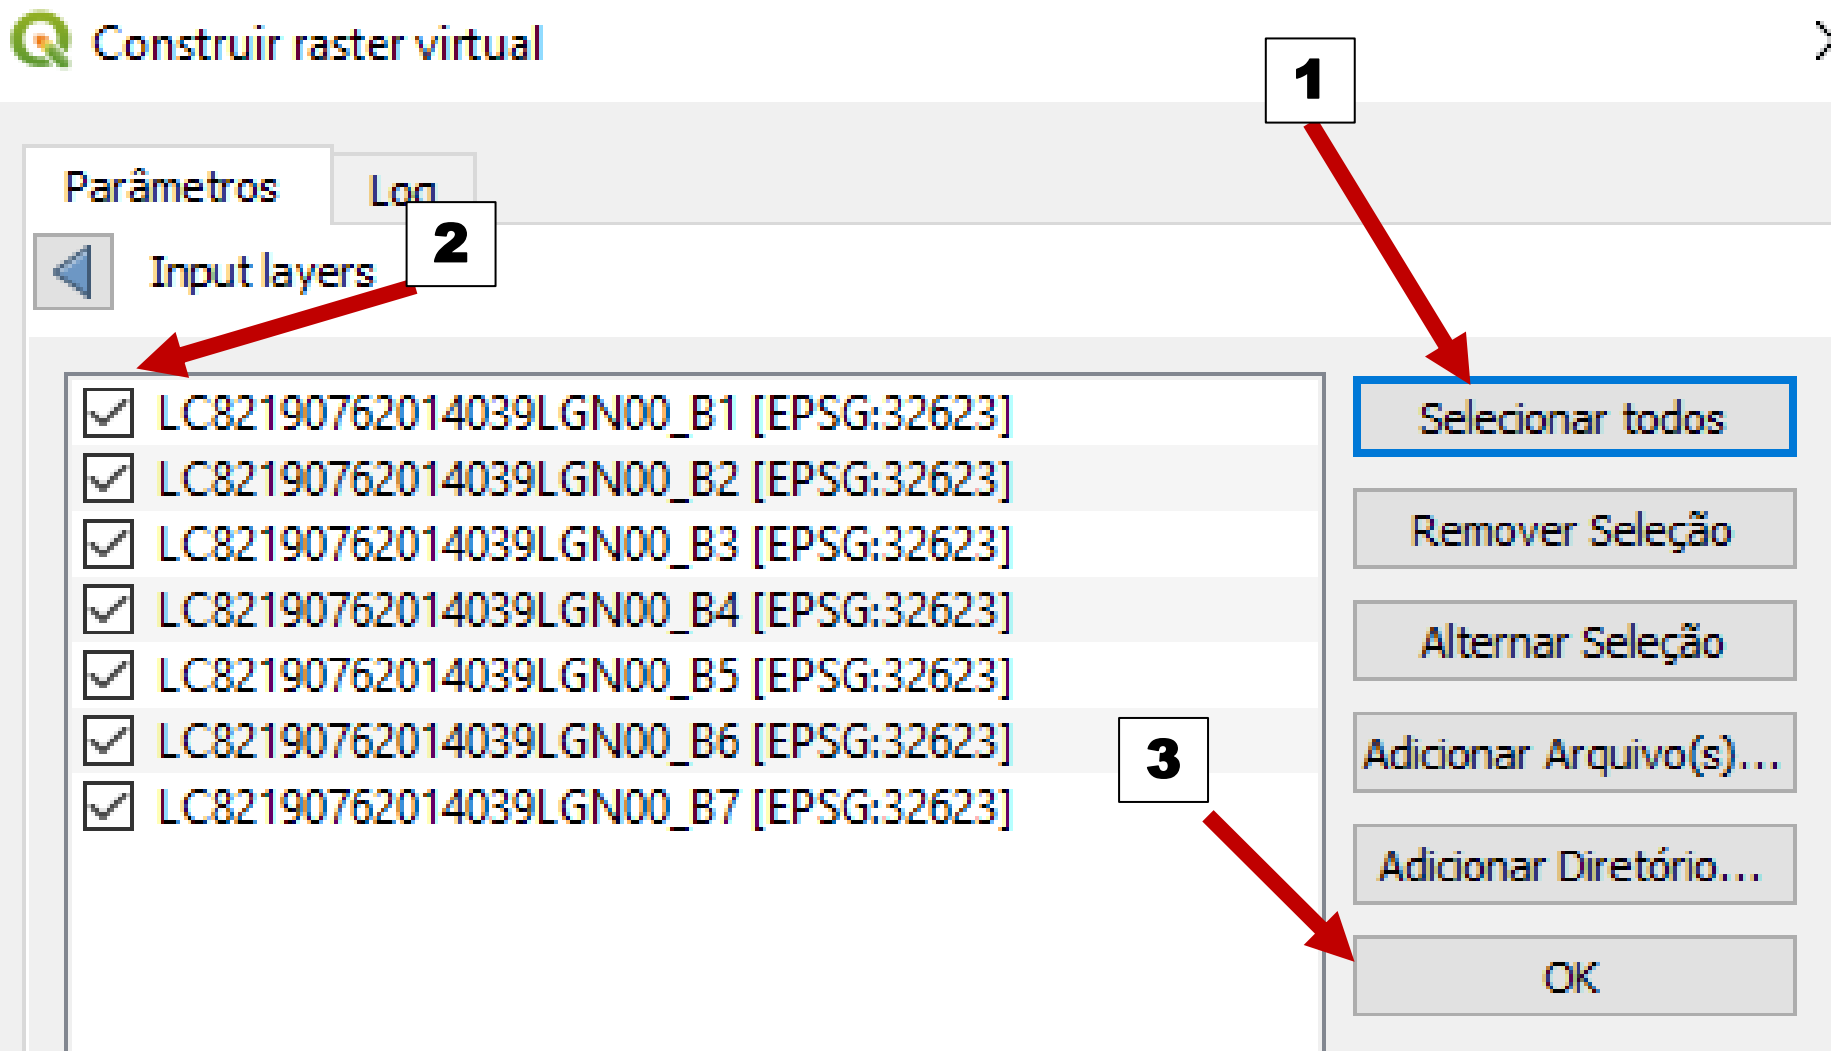 Construir raster virtual
1
Parâmetros
Log
2
Input layers
LC82190762014039LGN00_B1 [EPSG:32623]
LC82190762014039LGN00_B2 [EPSG:32623]
LC82190762014039LGN00_B3 [EPSG:32623]
LC82190762014039LGN00_B4 [EPSG:32623]
LC82190762014039LGN00_B5 [EPSG:32623]
LC82190762014039LGN00_B6 [EPSG:32623]
LC82190762014039LGN00_B7 [EPSG:32623]
Selecionar todos
Remover Seleção
Alternar Seleção
Adicionar Arquivo(s)...
Adicionar Diretório...
3
OK